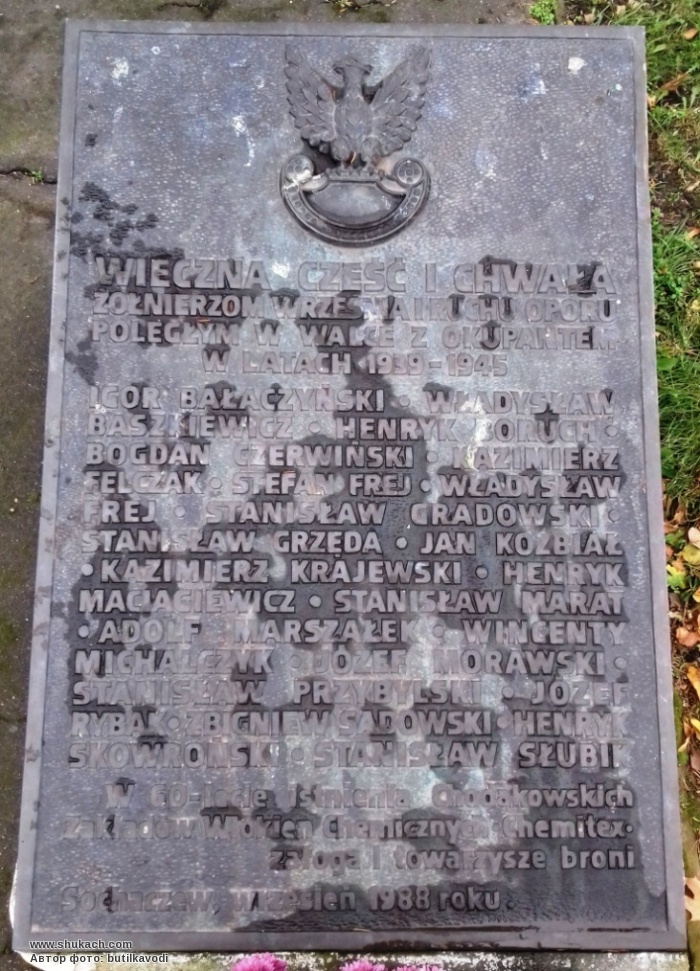 WIECZNA CZEŚĆ I CHWAŁA
ŻOŁNIERZOM WRZEŚNIA I RUCHU OPORU
POLEGŁYM W WALCE Z OKUPANTEM
W LATACH 1939-1945
IGOR BAŁACZYŃSKI • WŁADYSŁAW
BASZKIEWICZ • HENRYK BORUCH •
BOGDAN CZERWIŃSKI • KAZIMIERZ
FELCZAK • STEFAN FREJ • WŁADYSŁAW
FREJ • STANISŁAW GRADOWSKI •
STANISŁAW GRZĘDA • JAN KOŹBIAŁ
• KAZIMIERZ KRAJEWSKI • HENRYK
MACIACIEWICZ • STANISŁAW MARAT
• ADOLF MARSZAŁEK • WINCENTY
MICHALCZYK • JÓZEF MORAWSKI •
STANISŁAW PRZYBYLSKI • JÓZEF
RYBAK • ZBIGNIEW SADOWSKI • HENRYK
SKOWROŃSKI • STANISŁAW SŁUBIK
W 60-lecie istnienia Chodakowskich
Zakładów Włókien Chemicznych Chemitex •
załoga i towarzysze broni
Sochaczew, wrzesień 1988 roku.
www.shukach.com
Автор фото: butilkavodi